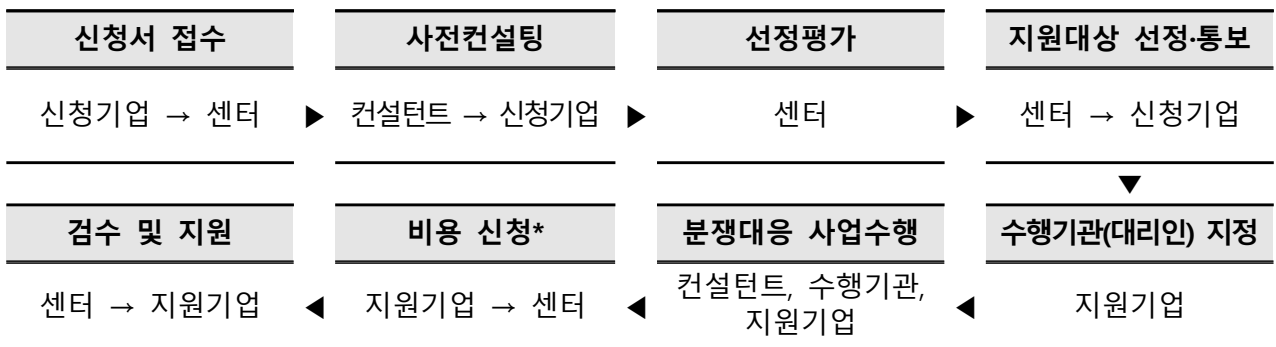 신청서 접수
사전컨설팅
선정평가
지원대상 선정·통보
신청기업 → 센터 ▶ 컨설턴트 → 신청기업 ▶ 센터 ▶ 센터 → 신청기업
▼
검수 및 지원
비용 신청*
분쟁대응 사업수행
수행기관(대리인) 지정
센터 → 지원기업 ◀ 지원기업 → 센터 ◀ 컨설턴트, 수행기관,
지원기업 ◀ 지원기업